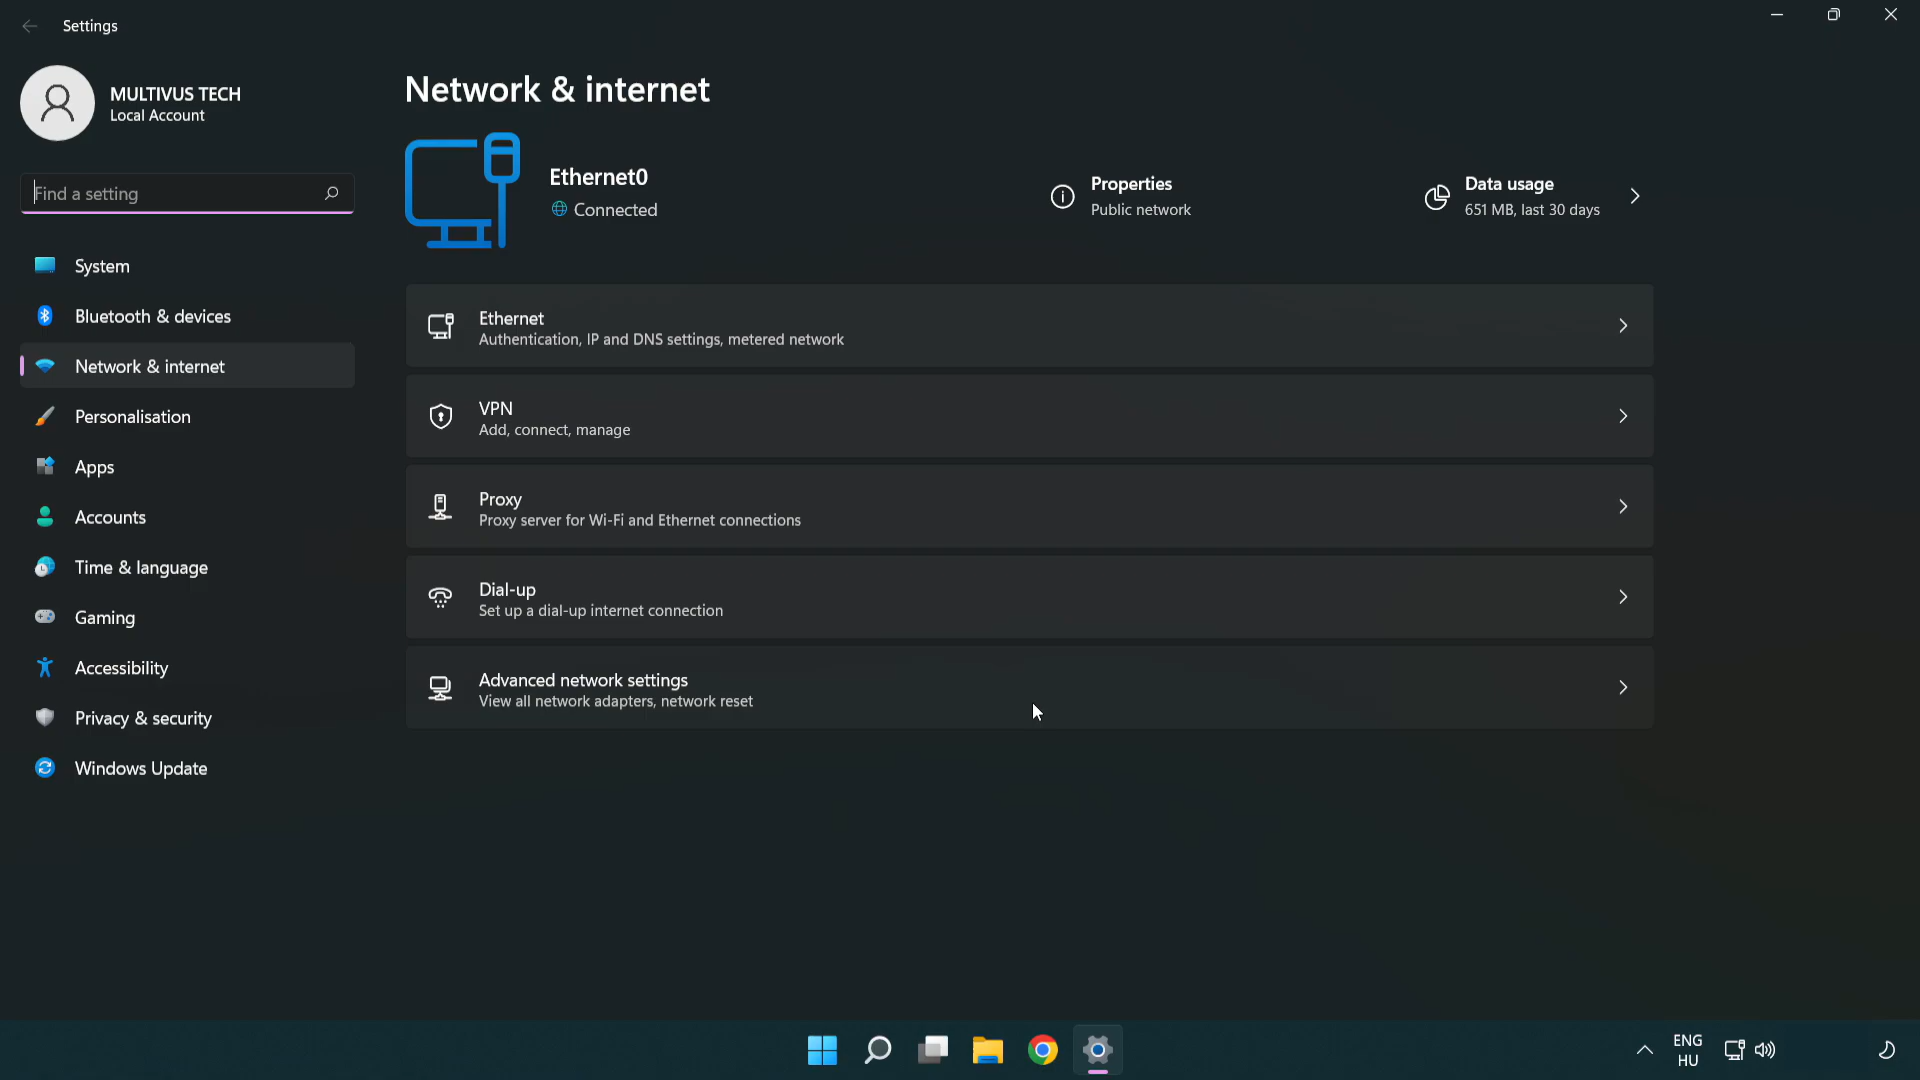 Settings
MULTIVUS TECH
Local Account
Find a setting
System
Bluetooth & devices
Network & internet
Personalisation
Apps
Accounts
Time & language
Gaming
Accessibility
Privacy & security
Windows Update
Network & internet
Ethernet0
Connected
Properties
Public network
Data usage
651 MB, last 30 days
Ethernet
Authentication, IP and DNS settings, metered network
VPN
Add, connect, manage
Proxy
Proxy server for Wi-Fi and Ethernet connections
Dial-up
Set up a dial-up internet connection
Advanced network settings
View all network adapters, network reset
ENG
HU